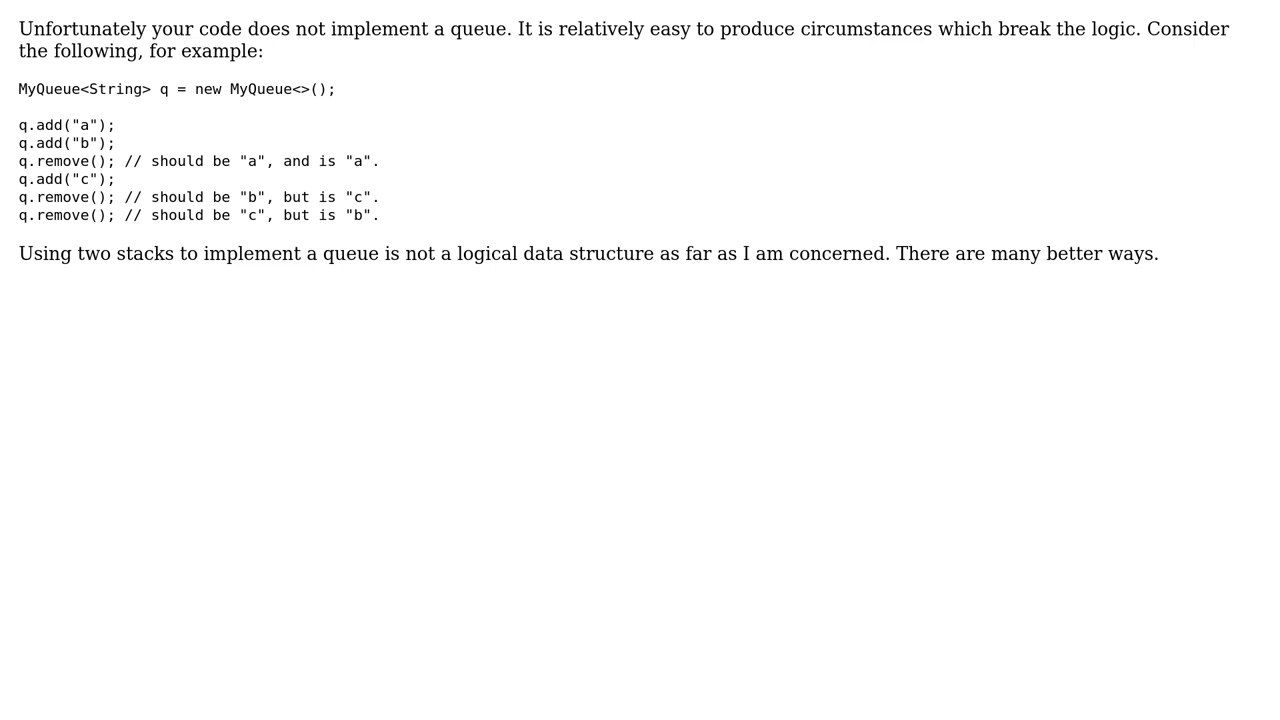 Unfortunately your code does not implement a queue. It is relatively easy to produce circumstances which break the logic. Consider
the following, for example:
MyQueue<String> q = new MyQueue<>();
q.add("a");
q.add("b");
q.remove(); // should be "a", and is "a".
q.add("c");
q.remove(); // should be "b", but is "c".
q.remove(); // should be "c", but is "b".
Using two stacks to implement a queue is not a logical data structure as far as I am concerned. There are many better ways.